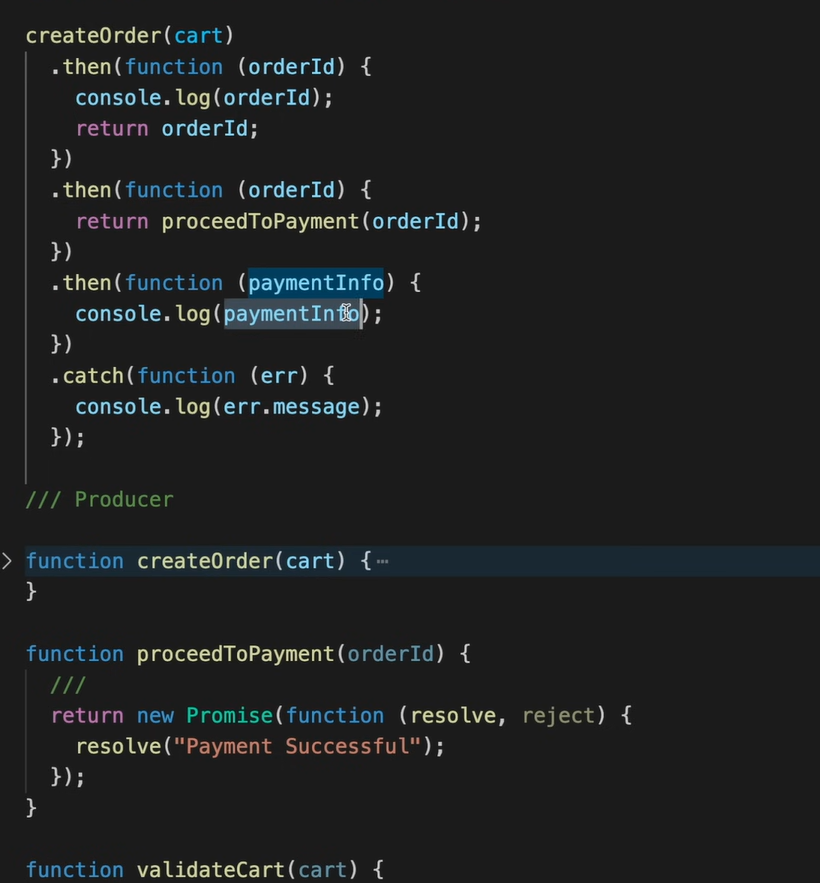 createOrder(cart)
.then(function (orderId) {
console.log(orderId);
return orderId;
})
.then(function (orderId) {
return proceedToPayment(orderId);
})
.then(function (paymentInfo) {
console.log(paymentInfo);
})
.catch(function (err) {
console.log(err.message);
});
/// Producer
function createOrder(cart) {⋯
}
function proceedToPayment(orderId) {
///
return new Promise(function (resolve, reject) {
resolve("Payment Successful");
});
}
function validateCart(cart) {